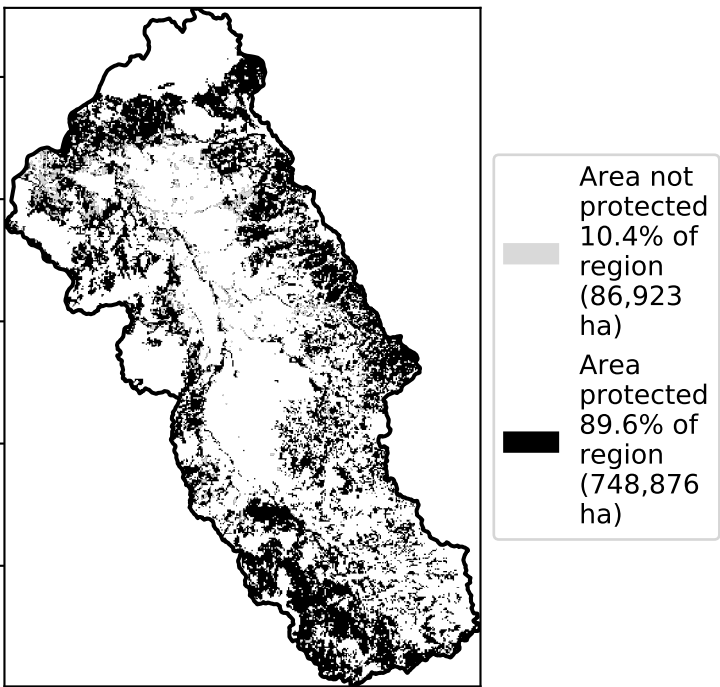 Area not
protected
10.4% of
region
(86,923
ha)
Area
protected
89.6% of
region
(748,876
ha)